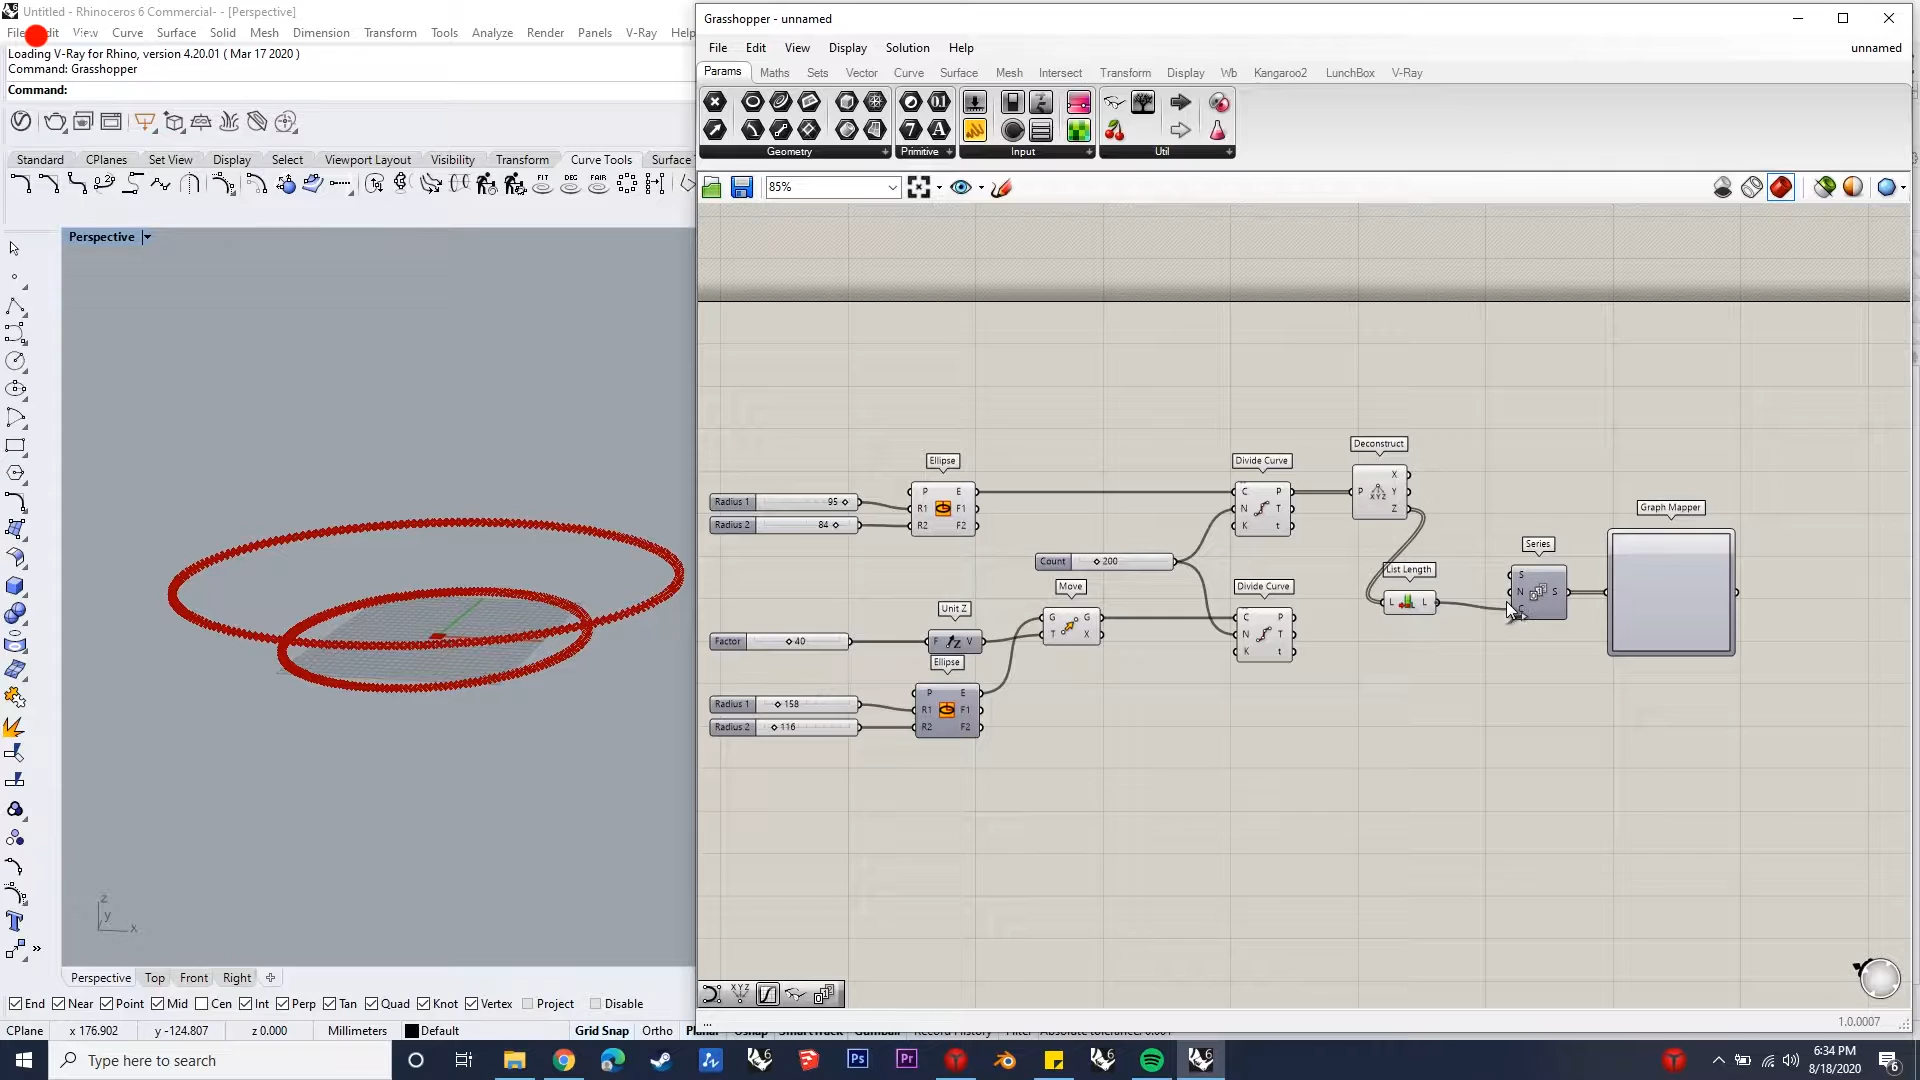 Untitled - Rhinoceros 6 Commercial- - [Perspective]
View Curve Surface Solid Mesh Dimension Transform Tools Analyze Render Panels V-Ray Help
Loading V-Ray for Rhino, version 4.20.01 ( Mar 17 2020 )
Command: Grasshopper
Command:
Standard CPlanes Set View Display Select Viewport Layout Visibility Transform Curve Tools Surface
Perspective
Grasshopper - unnamed
File Edit View Display Solution Help
unnamed
Params Maths Sets Vector Curve Surface Mesh Intersect Transform Display Wb Kangaroo2 LunchBox V-Ray
Geometry Primitive Input Util
85%
Ellipse
P E
R1 F1
R2 F2
Radius 1 95
Radius 2 84
Divide Curve
C P
N T
K t
Deconstruct
P X
Y
Z
Count 200
Move
G G
T X
Divide Curve
C P
N T
K t
List Length
L L
Series
S
N S
C
Graph Mapper
Unit Z
F V
Factor 40
Ellipse
P E
R1 F1
R2 F2
Radius 1 158
Radius 2 116
z
y
x
Perspective Top Front Right
End Near Point Mid Cen Int Perp Tan Quad Knot Vertex Project Disable
CPlane x 176.902 y -124.807 z 0.000 Millimeters Default Grid Snap Ortho
...
1.0.0007
Type here to search
6:34 PM
8/18/2020